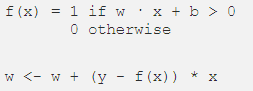 f(x) = 1 if w · x + b > 0
0 otherwise
w <- w + (y - f(x)) * x